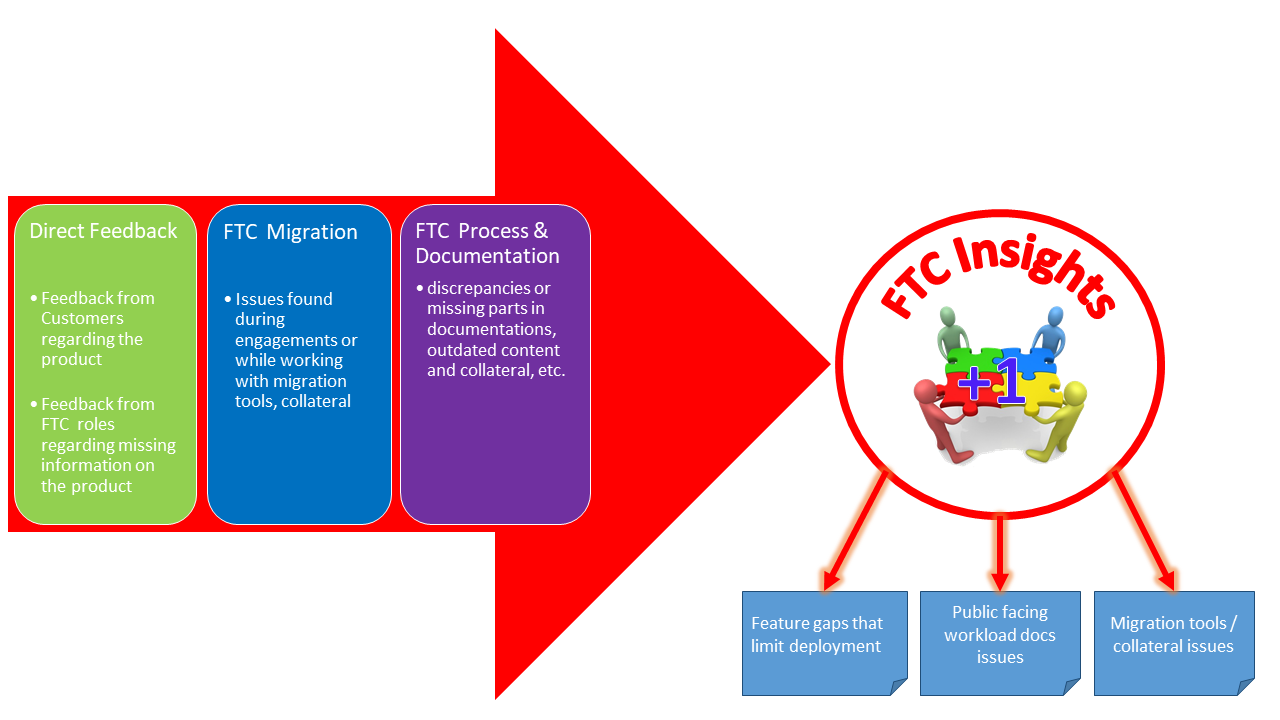 Direct Feedback
• Feedback from
Customers
regarding the
product
• Feedback from
FTC roles
regarding missing
information on
the product
FTC Migration
• Issues found
during
engagements or
while working
with migration
tools, collateral
FTC Process &
Documentation
• discrepancies or
missing parts in
documentations,
outdated content
and collateral, etc.
FTC Insights
+1
Feature gaps that
limit deployment
Public facing
workload docs
issues
Migration tools /
collateral issues